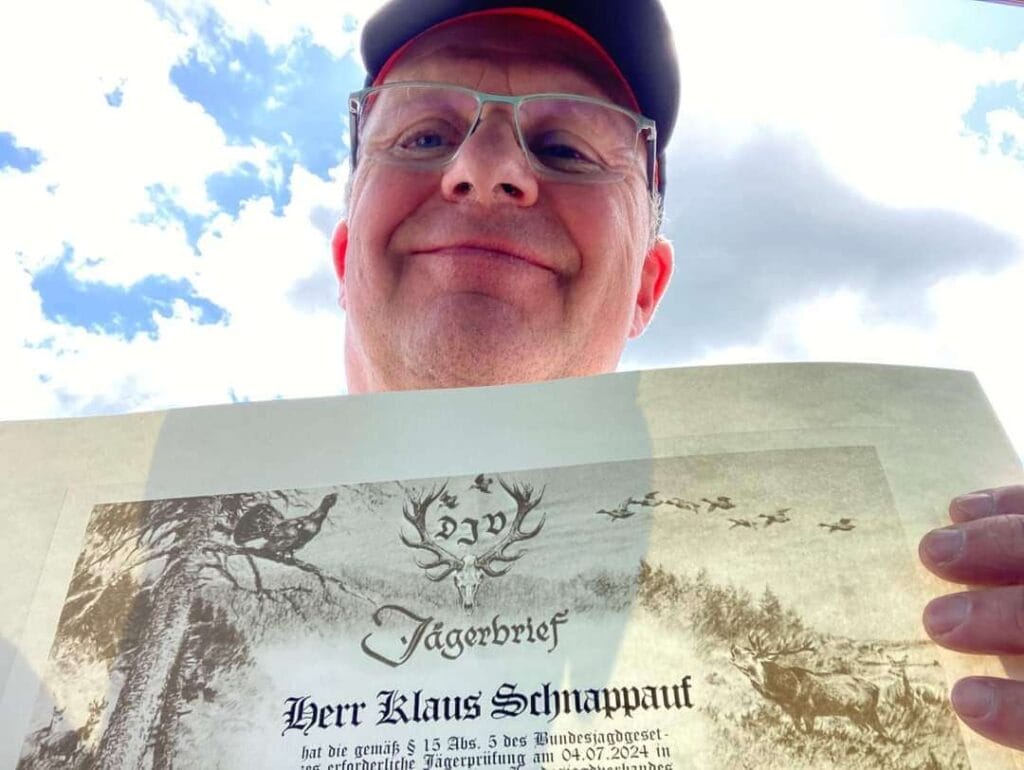 DJV
Jägerbrief
Herr Klaus Schnappauf
hat die gemäß § 15 Abs. 5 des Bundesjagdgeset-
zes erforderliche Jägerprüfung am 04.07.2024 in